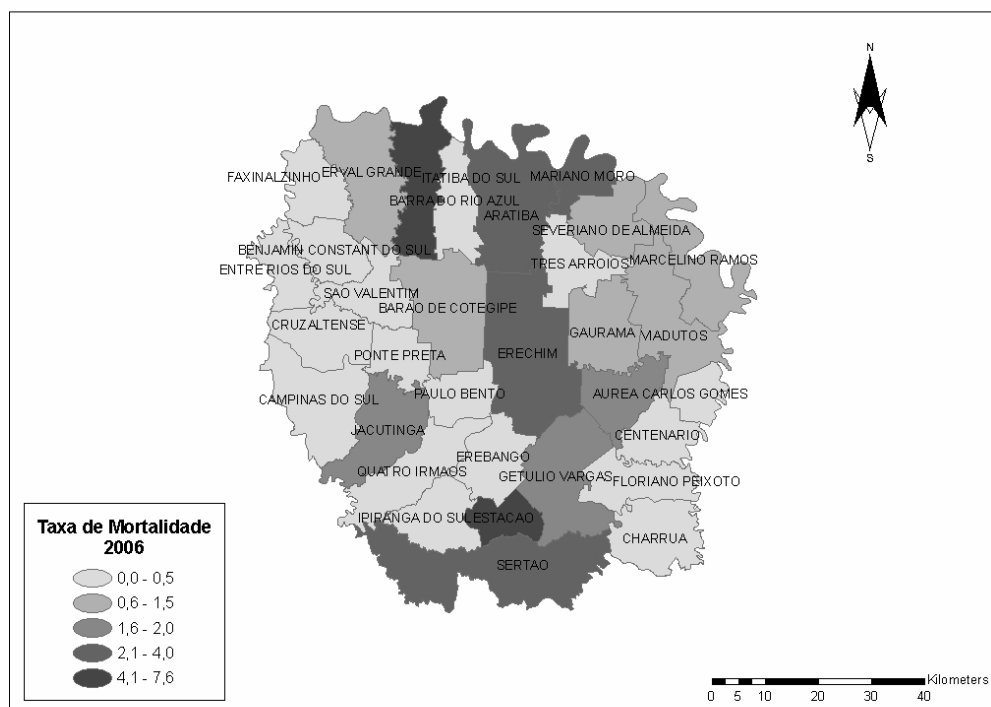 N
S
FAXINALZINHO
ERVAL GRANDE
ITATIBA DO SUL
MARIANO MORO
BARRA DO RIO AZUL
ARATIBA
SEVERIANO DE ALMEIDA
BENJAMIN CONSTANT DO SUL
TRES ARROIOS
MARCELINO RAMOS
ENTRE RIOS DO SUL
SAO VALENTIM
BARÃO DE COTEGIPE
CRUZALTENSE
GAURAMA
VIADUTOS
PONTE PRETA
ERECHIM
CAMPINAS DO SUL
PAULO BENTO
AUREA
CARLOS GOMES
JACUTINGA
CENTENARIO
EREBANGO
QUATRO IRMAOS
GETULIO VARGAS
FLORIANO PEIXOTO
IPIRANGA DO SUL
ESTACAO
CHARRUA
SERTAO
Taxa de Mortalidade
2006
0,0 - 0,5
0,6 - 1,5
1,6 - 2,0
2,1 - 4,0
4,1 - 7,6
Kilometers
0 5 10 20 30 40